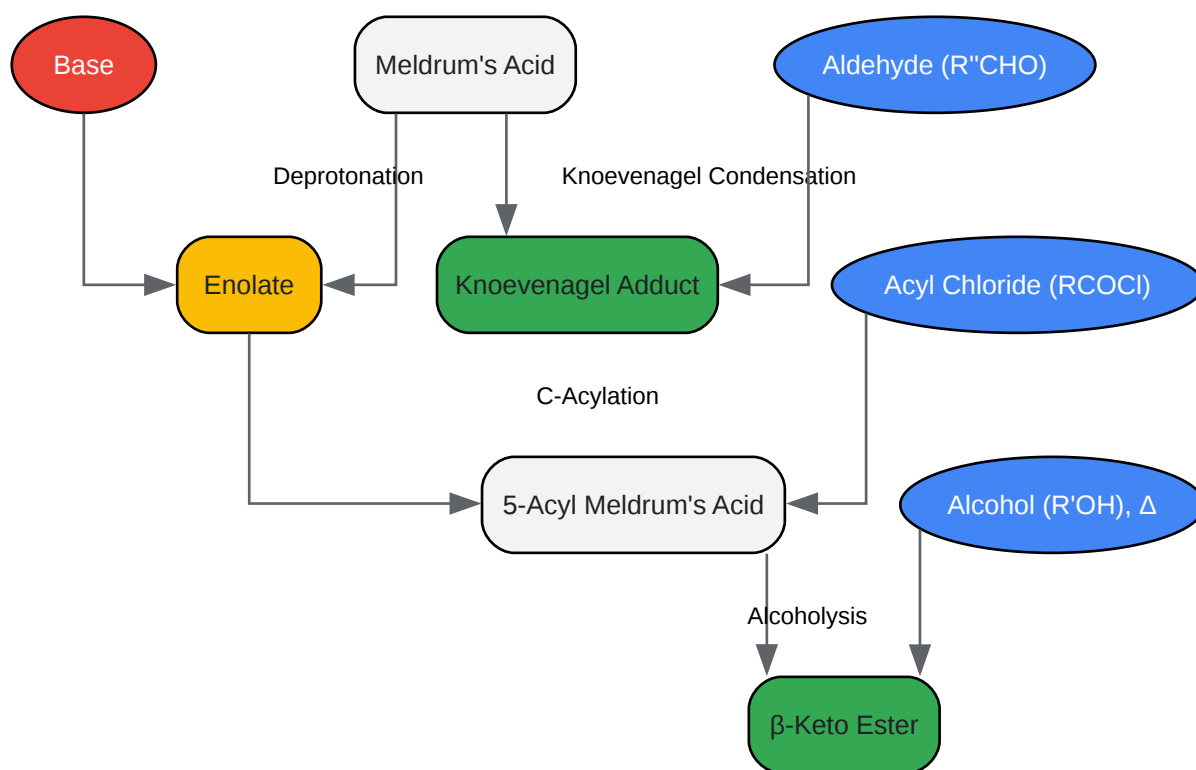 Base
Meldrum's Acid
Aldehyde (R"CHO)
Deprotonation
Knoevenagel Condensation
Enolate
Knoevenagel Adduct
Acyl Chloride (RCOCl)
C-Acylation
5-Acyl Meldrum's Acid
Alcohol (R'OH), Δ
Alcoholysis
β-Keto Ester